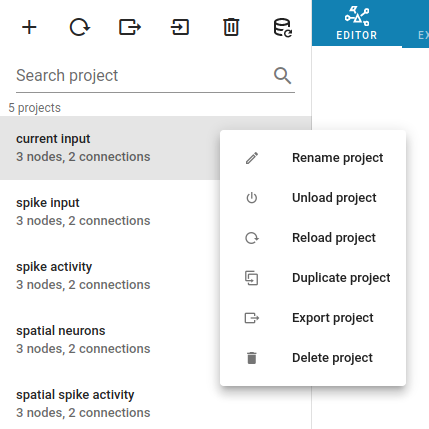 EDITOR
EX
Search project
5 projects
current input
3 nodes, 2 connections
spike input
3 nodes, 2 connections
spike activity
3 nodes, 2 connections
spatial neurons
3 nodes, 2 connections
spatial spike activity
3 nodes, 2 connections
Rename project
Unload project
Reload project
Duplicate project
Export project
Delete project